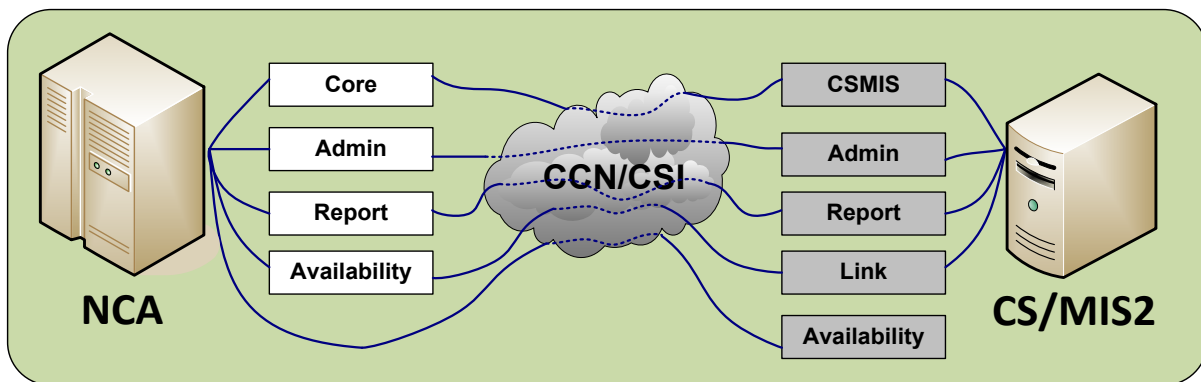 Core
CSMIS
Admin
Admin
CCN/CSI
Report
Report
Availability
Link
NCA
CS/MIS2
Availability